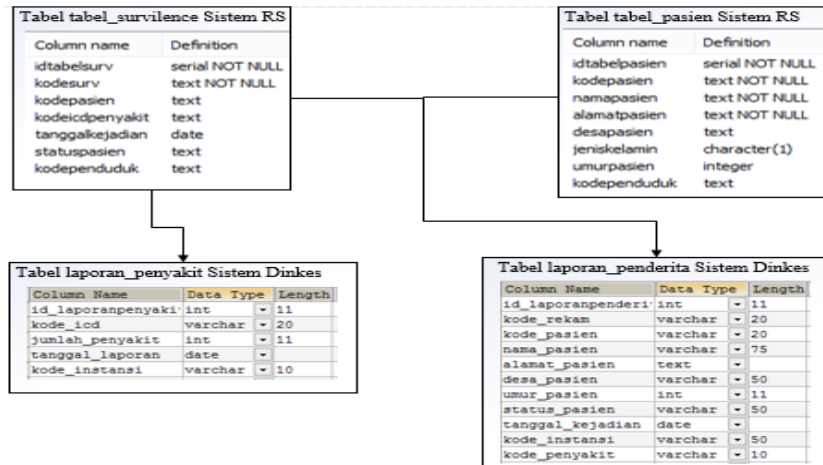 Tabel tabel_survilence Sistem RS
Column name Definition
idtabelsurv serial NOT NULL
kodesurv text NOT NULL
kodepasien text
kodeicdpenyakit text
tanggalkejadian date
statuspasien text
kodependuduk text
Tabel tabel_pasien Sistem RS
Column name Definition
idtabelpasien serial NOT NULL
kodepasien text NOT NULL
namapasien text NOT NULL
alamatpasien text NOT NULL
desapasien text
jeniskelamin character(1)
umurpasien integer
kodependuduk text
Tabel laporan_penyakit Sistem Dinkes
Column Name Data Type Length
id_laporanpenyaki int 11
kode_icd varchar 20
jumlah_penyakit int 11
tanggal_laporan date
kode_instansi varchar 10
Tabel laporan_penderita Sistem Dinkes
Column Name Data Type Length
id_laporanpenderi int 11
kode_rekam varchar 20
kode_pasien varchar 20
nama_pasien varchar 75
alamat_pasien text
desa_pasien varchar 50
umur_pasien int 11
status_pasien varchar 50
tanggal_kejadian date
kode_instansi varchar 50
kode_penyakit varchar 10